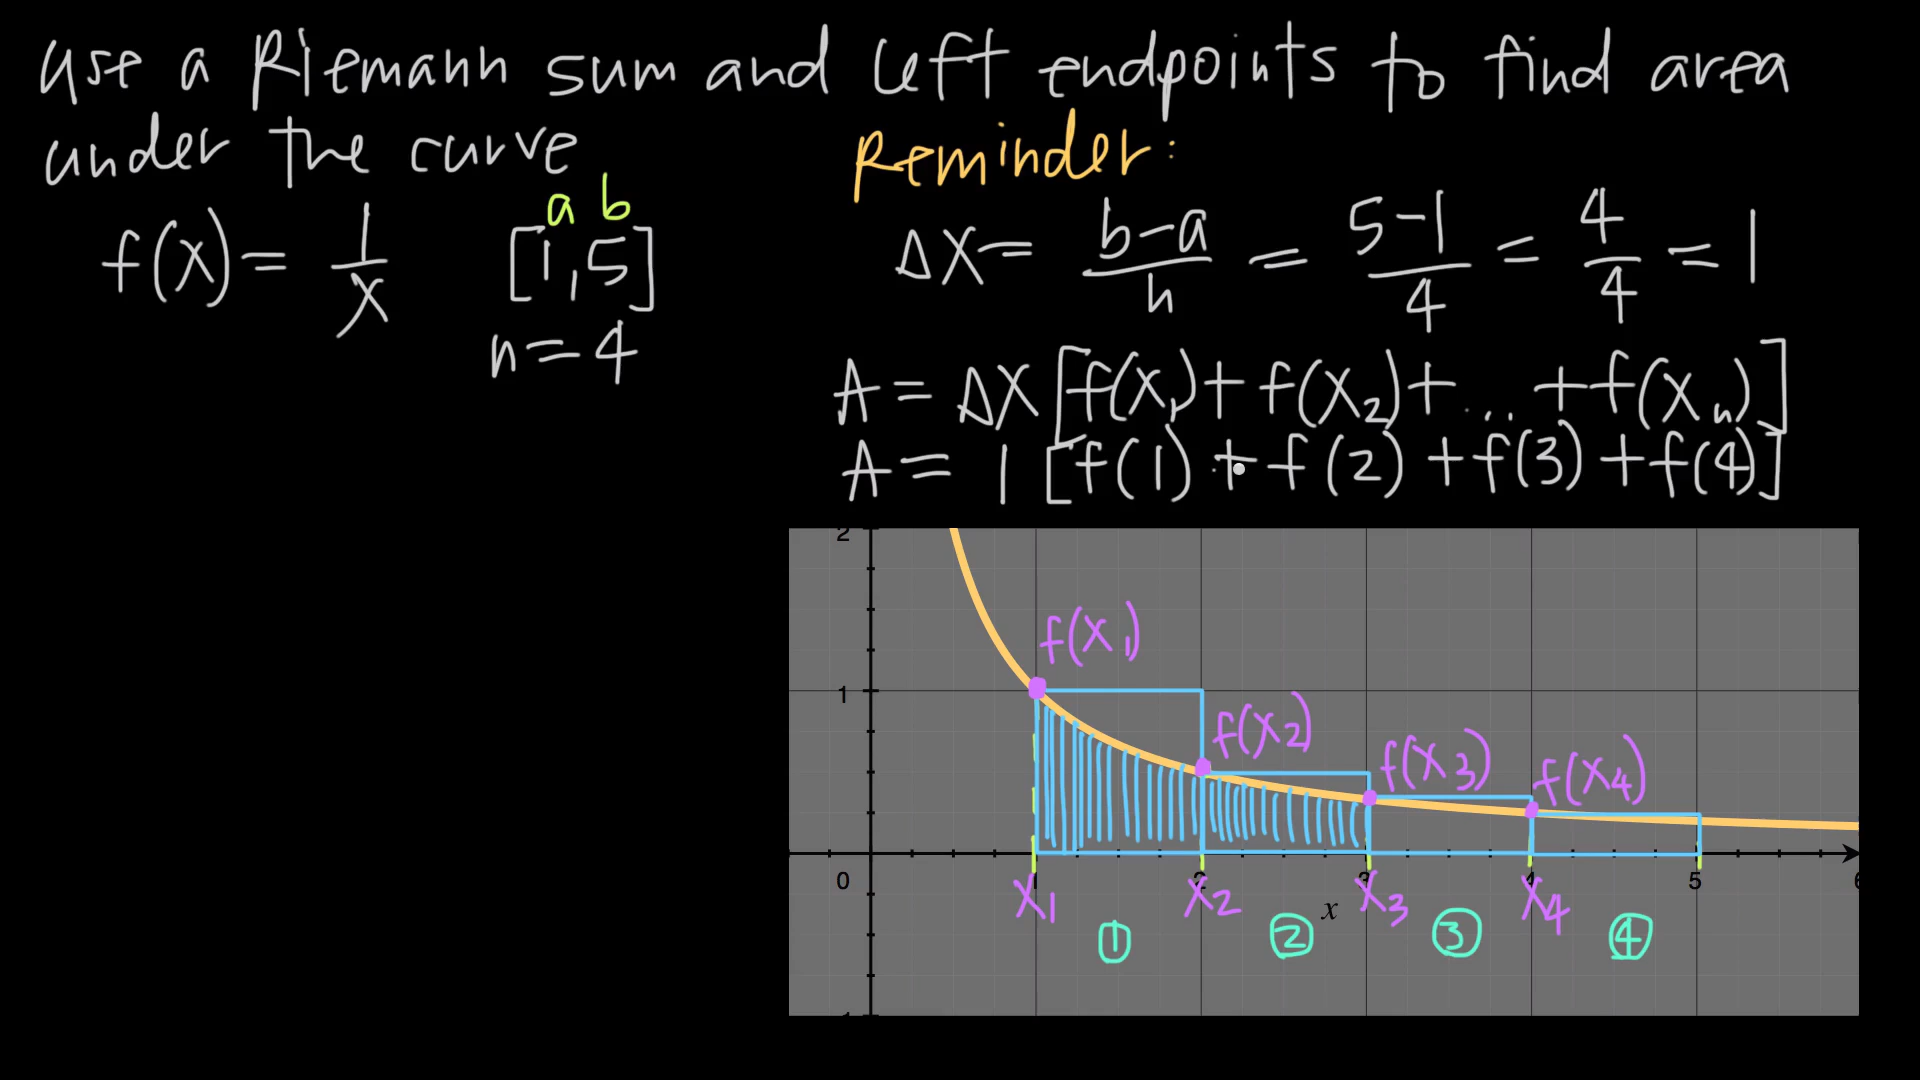 use a Riemann sum and left endpoints to find area
under the curve
Reminder:
a b
f(x) = 1/x [1,5]
n=4
Δx = b-a/n = 5-1/4 = 4/4 = 1
A = Δx [f(x₁) + f(x₂) + ... + f(xₙ)]
A = 1 [f(1) + f(2) + f(3) + f(4)]
2
f(x₁)
1
f(x₂)
f(x₃)
f(x₄)
0
x₁ x₂ x x₃ x₄ 5 6
① ② ③ ④